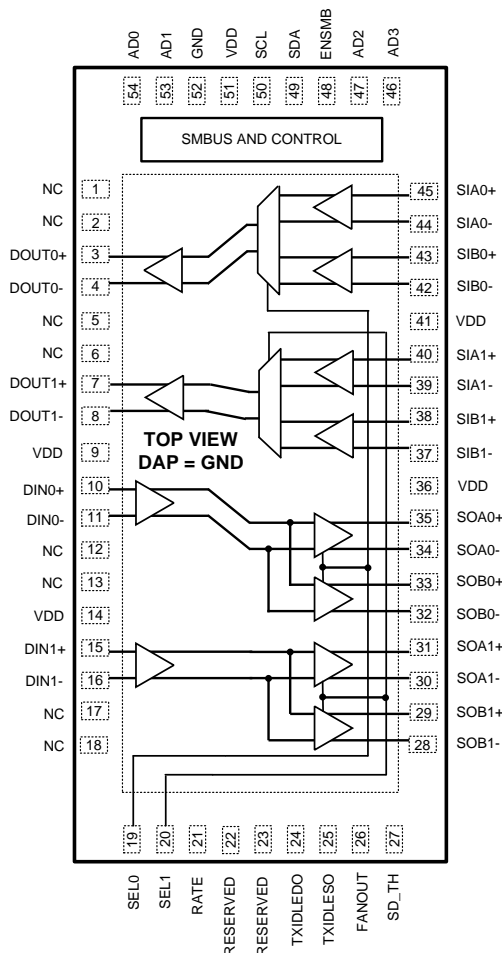 AD0 AD1 GND VDD SCL SDA ENSMB AD2 AD3
54 53 52 51 50 49 48 47 46
SMBUS AND CONTROL
NC 1 45 SIA0+
NC 2 44 SIA0-
DOUT0+ 3 43 SIB0+
DOUT0- 4 42 SIB0-
NC 5 41 VDD
NC 6 40 SIA1+
DOUT1+ 7 39 SIA1-
DOUT1- 8 38 SIB1+
TOP VIEW
VDD 9 37 SIB1-
DAP = GND
DIN0+ 10 36 VDD
DIN0- 11 35 SOA0+
NC 12 34 SOA0-
NC 13 33 SOB0+
VDD 14 32 SOB0-
DIN1+ 15 31 SOA1+
DIN1- 16 30 SOA1-
NC 17 29 SOB1+
NC 18 28 SOB1-
19 20 21 22 23 24 25 26 27
SEL0 SEL1 RATE RESERVED RESERVED TXIDLEDO TXIDLESO FANOUT SD_TH